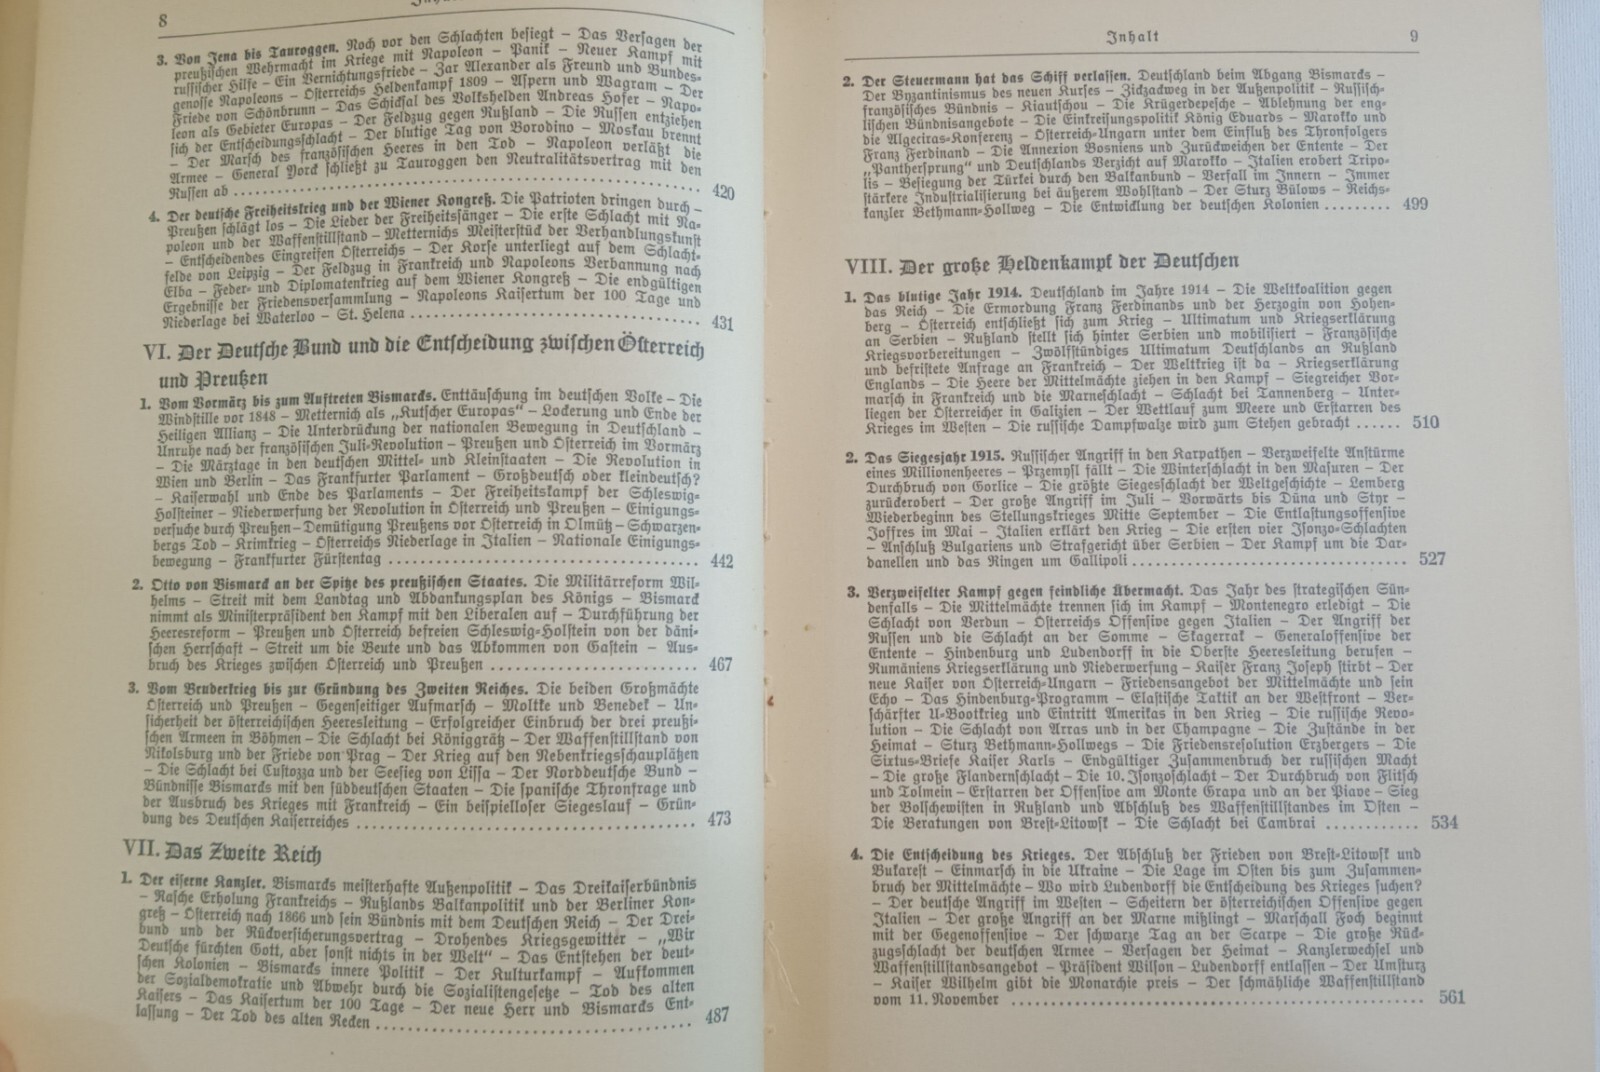 8
3. Von Jena bis Tauroggen. Noch vor den Schlachten besiegt – Das Versagen der
preußischen Wehrmacht im Kriege mit Napoleon – Panik – Neuer Kampf mit
russischer Hilfe – Ein Vernichtungsfriede – Zar Alexander als Freund und Bundes-
genosse Napoleons – Österreichs Heldenkampf 1809 – Aspern und Wagram – Der
Friede von Schönbrunn – Das Schicksal des Volkshelden Andreas Hofer – Napo-
leon als Gebieter Europas – Der Feldzug gegen Rußland – Die Russen entziehen
sich der Entscheidungsschlacht – Der blutige Tag von Borodino – Moskau brennt
– Der Marsch des französischen Heeres in den Tod – Napoleon verläßt die
Armee – General Yorck schließt zu Tauroggen den Neutralitätsvertrag mit den
Russen ab . . . . . . . . . . 420
4. Der deutsche Freiheitskrieg und der Wiener Kongreß. Die Patrioten dringen durch –
Preußen schlägt los – Die Lieder der Freiheitssänger – Die erste Schlacht mit Na-
poleon und der Waffenstillstand – Metternichs Meisterstück der Verhandlungskunst
– Entscheidendes Eingreifen Österreichs – Der Korse unterliegt auf dem Schlacht-
felde von Leipzig – Der Feldzug in Frankreich und Napoleons Verbannung nach
Elba – Feder- und Diplomatenkrieg auf dem Wiener Kongreß – Die endgültigen
Ergebnisse der Friedensversammlung – Napoleons Kaisertum der 100 Tage und
Niederlage bei Waterloo – St. Helena . . . . . . . . . . 431
VI. Der Deutsche Bund und die Entscheidung zwischen Österreich
und Preußen
1. Vom Vormärz bis zum Auftreten Bismarcks. Enttäuschung im deutschen Volke – Die
Windstille vor 1848 – Metternich als „Kutscher Europas“ – Loderung und Ende der
Heiligen Allianz – Die Unterdrückung der nationalen Bewegung in Deutschland –
Unruhe nach der französischen Juli-Revolution – Preußen und Österreich im Vormärz
– Die Märztage in den deutschen Mittel- und Kleinstaaten – Die Revolution in
Wien und Berlin – Das Frankfurter Parlament – Großdeutsch oder kleindeutsch?
– Kaiserwahl und Ende des Parlaments – Der Freiheitskampf der Schleswig-
Holsteiner – Niederwerfung der Revolution in Österreich und Preußen – Einigungs-
versuche durch Preußen – Demütigung Preußens vor Österreich in Olmütz – Schwarzen-
bergs Tod – Krimkrieg – Österreichs Niederlage in Italien – Nationale Einigungs-
bewegung – Frankfurter Fürstentag . . . . . . . . . . 442
2. Otto von Bismarck an der Spitze des preußischen Staates. Die Militärreform Wil-
helms – Streit mit dem Landtag und Abdankungsplan des Königs – Bismarck
nimmt als Ministerpräsident den Kampf mit den Liberalen auf – Durchführung der
Heeresreform – Preußen und Österreich befreien Schleswig-Holstein von der däni-
schen Herrschaft – Streit um die Beute und das Abkommen von Gastein – Aus-
bruch des Krieges zwischen Österreich und Preußen . . . . . . . . . . 467
3. Vom Bruderkrieg bis zur Gründung des Zweiten Reiches. Die beiden Großmächte
Österreich und Preußen – Gegenseitiger Aufmarsch – Moltke und Benedek – Un-
sicherheit der österreichischen Heeresleitung – Erfolgreicher Einbruch der drei preußi-
schen Armeen in Böhmen – Die Schlacht bei Königgrätz – Der Waffenstillstand von
Nikolsburg und der Friede von Prag – Der Krieg auf den Nebenkriegsschauplätzen
– Die Schlacht bei Custozza und der Seesieg von Lissa – Der Norddeutsche Bund –
Bündnisse Bismarcks mit den süddeutschen Staaten – Die spanische Thronfrage und
der Ausbruch des Krieges mit Frankreich – Ein beispielloser Siegeslauf – Grün-
dung des Deutschen Kaiserreiches . . . . . . . . . . 473
VII. Das Zweite Reich
1. Der eiserne Kanzler. Bismarcks meisterhafte Außenpolitik – Das Dreikaiserbündnis
– Rasche Erholung Frankreichs – Rußlands Balkanpolitik und der Berliner Kon-
greß – Österreich nach 1866 und sein Bündnis mit dem Deutschen Reich – Der Drei-
bund und der Rückversicherungsvertrag – Drohendes Kriegsgewitter – „Wir
Deutsche fürchten Gott, aber sonst nichts in der Welt“ – Das Entstehen der deut-
schen Kolonien – Bismarcks innere Politik – Der Kulturkampf – Aufkommen
der Sozialdemokratie und Abwehr durch die Sozialistengesetze – Tod des alten
Kaisers – Das Kaisertum der 100 Tage – Der neue Herr und Bismarcks Ent-
lassung – Der Tod des alten Recken . . . . . . . . . . 487
Inhalt 9
2. Der Steuermann hat das Schiff verlassen. Deutschland beim Abgang Bismarcks –
Der Byzantinismus des neuen Kurses – Zickzackweg in der Außenpolitik – Russisch-
französisches Bündnis – Kiautschou – Die Krügerdepesche – Ablehnung der eng-
lischen Bündnisangebote – Die Einkreisungspolitik König Eduards – Marokko und
die Algeciras-Konferenz – Österreich-Ungarn unter dem Einfluß des Thronfolgers
Franz Ferdinand – Die Annexion Bosniens und Zurückweichen der Entente – Der
„Panthersprung“ und Deutschlands Verzicht auf Marokko – Italien erobert Tripo-
lis – Besiegung der Türkei durch den Balkanbund – Verfall im Innern – Immer
stärkere Industrialisierung bei äußerem Wohlstand – Der Sturz Bülows – Reichs-
kanzler Bethmann-Hollweg – Die Entwicklung der deutschen Kolonien . . . . . . . . . 499
VIII. Der große Heldenkampf der Deutschen
1. Das blutige Jahr 1914. Deutschland im Jahre 1914 – Die Weltkoalition gegen
das Reich – Die Ermordung Franz Ferdinands und der Herzogin von Hohen-
berg – Österreich entschließt sich zum Krieg – Ultimatum und Kriegserklärung
an Serbien – Rußland stellt sich hinter Serbien und mobilisiert – Französische
Kriegsvorbereitungen – Zwölfstündiges Ultimatum Deutschlands an Rußland
und befristete Anfrage an Frankreich – Der Weltkrieg ist da – Kriegserklärung
Englands – Die Heere der Mittelmächte ziehen in den Kampf – Siegreicher Vor-
marsch in Frankreich und die Marneschlacht – Schlacht bei Tannenberg – Unter-
liegen der Österreicher in Galizien – Der Wettlauf zum Meere und Erstarren des
Krieges im Westen – Die russische Dampfwalze wird zum Stehen gebracht . . . . . . 510
2. Das Siegesjahr 1915. Russischer Angriff in den Karpathen – Verzweifelte Anstürme
eines Millionenheeres – Przemysl fällt – Die Winterschlacht in den Masuren – Der
Durchbruch von Gorlice – Die größte Siegesschlacht der Weltgeschichte – Lemberg
zurückerobert – Der große Angriff im Juli – Vorwärts bis Düna und Styr –
Wiederbeginn des Stellungskrieges Mitte September – Die Entlastungsoffensive
Joffres im Mai – Italien erklärt den Krieg – Die ersten vier Isonzo-Schlachten
– Anschluß Bulgariens und Strafgericht über Serbien – Der Kampf um die Dar-
danellen und das Ringen um Gallipoli . . . . . . . . . . 527
3. Verzweifelter Kampf gegen feindliche Übermacht. Das Jahr des strategischen Sün-
denfalls – Die Mittelmächte trennen sich im Kampf – Montenegro erledigt – Die
Schlacht von Verdun – Österreichs Offensive gegen Italien – Der Angriff der
Russen und die Schlacht an der Somme – Skagerrak – Generaloffensive der
Entente – Hindenburg und Ludendorff in die Oberste Heeresleitung berufen –
Rumäniens Kriegserklärung und Niederwerfung – Kaiser Franz Joseph stirbt – Der
neue Kaiser von Österreich-Ungarn – Friedensangebot der Mittelmächte und sein
Echo – Das Hindenburg-Programm – Elastische Taktik an der Westfront – Ver-
schärfter U-Bootkrieg und Eintritt Amerikas in den Krieg – Die russische Revo-
lution – Die Schlacht von Arras und in der Champagne – Die Zustände in der
Heimat – Sturz Bethmann-Hollwegs – Die Friedensresolution Erzbergers – Die
Sixtus-Briefe Kaiser Karls – Endgültiger Zusammenbruch der russischen Macht
– Die große Flandernschlacht – Die 10. Isonzoschlacht – Der Durchbruch von Flitsch
und Tolmein – Erstarren der Offensive am Monte Grapa und an der Piave – Sieg
der Bolschewisten in Rußland und Abschluß des Waffenstillstandes im Osten –
Die Beratungen von Brest-Litowsk – Die Schlacht bei Cambrai . . . . . . . . . . 534
4. Die Entscheidung des Krieges. Der Abschluß der Frieden von Brest-Litowsk und
Bukarest – Einmarsch in die Ukraine – Die Lage im Osten bis zum Zusammen-
bruch der Mittelmächte – Wo wird Ludendorff die Entscheidung des Krieges suchen?
– Der deutsche Angriff im Westen – Scheitern der österreichischen Offensive gegen
Italien – Der große Angriff an der Marne mißlingt – Marschall Foch beginnt
mit der Gegenoffensive – Der schwarze Tag an der Scarpe – Die große Rück-
zugsschlacht der deutschen Armee – Versagen der Heimat – Kanzlerwechsel und
Waffenstillstandsangebot – Präsident Wilson – Ludendorff entlassen – Der Umsturz
– Kaiser Wilhelm gibt die Monarchie preis – Der schmähliche Waffenstillstand
vom 11. November . . . . . . . . . . 561